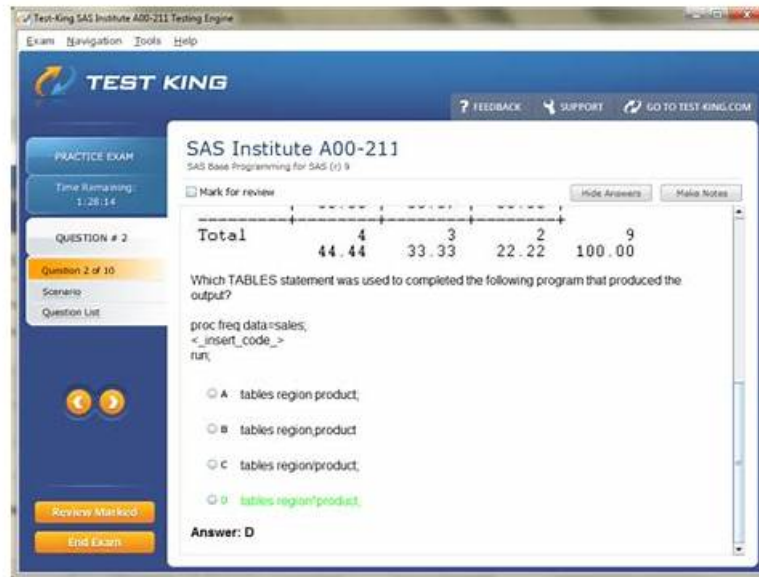 Test-King SAS Institute A00-211 Testing Engine
Exam Navigation Tools Help
TEST KING
? FEEDBACK SUPPORT GO TO TEST-KING.COM
PRACTICE EXAM
Time Remaining:
1:28:14
QUESTION # 2
Question 2 of 10
Scenario
Question List
Review Marked
End Exam
SAS Institute A00-211
SAS Base Programming for SAS (r) 9
Mark for review
Hide Answers Make Notes
Total 4 3 2 9
44.44 33.33 22.22 100.00
Which TABLES statement was used to completed the following program that produced the
output?
proc freq data=sales;
<_insert_code_>
run;
A tables region product;
B tables region,product
C tables region/product;
D tables region*product;
Answer: D